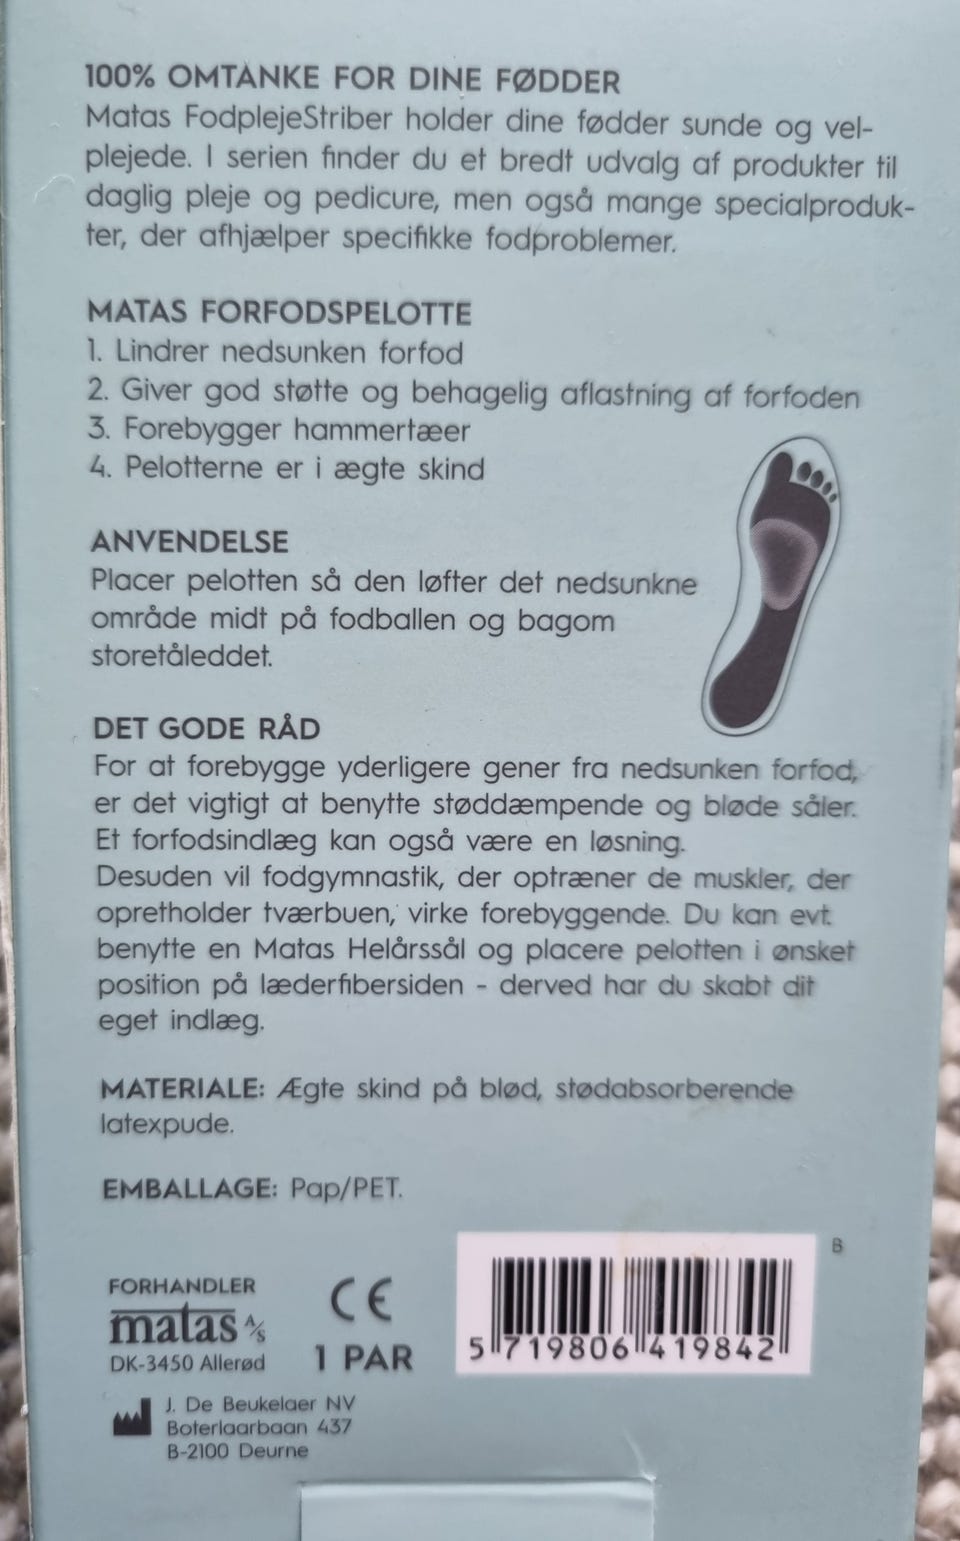 100% OMTANKE FOR DINE FØDDER
Matas FodplejeStriber holder dine fødder sunde og vel-
plejede. I serien finder du et bredt udvalg af produkter til
daglig pleje og pedicure, men også mange specialproduk-
ter, der afhjælper specifikke fodproblemer.
MATAS FORFODSPELOTTE
1. Lindrer nedsunken forfod
2. Giver god støtte og behagelig aflastning af forfoden
3. Forebygger hammertæer
4. Pelotterne er i ægte skind
ANVENDELSE
Placer pelotten så den løfter det nedsunkne
område midt på fodballen og bagom
storetåleddet.
DET GODE RÅD
For at forebygge yderligere gener fra nedsunken forfod,
er det vigtigt at benytte støddæmpende og bløde såler.
Et forfodsindlæg kan også være en løsning.
Desuden vil fodgymnastik, der optræner de muskler, der
opretholder tværbuen, virke forebyggende. Du kan evt.
benytte en Matas Helårssål og placere pelotten i ønsket
position på læderfibersiden - derved har du skabt dit
eget indlæg.
MATERIALE: Ægte skind på blød, stødabsorberende
latexpude.
EMBALLAGE: Pap/PET.
B
FORHANDLER
matas A/S
DK-3450 Allerød
CE
1 PAR
5 719806 419842
J. De Beukelaer NV
Boterlaarbaan 437
B-2100 Deurne